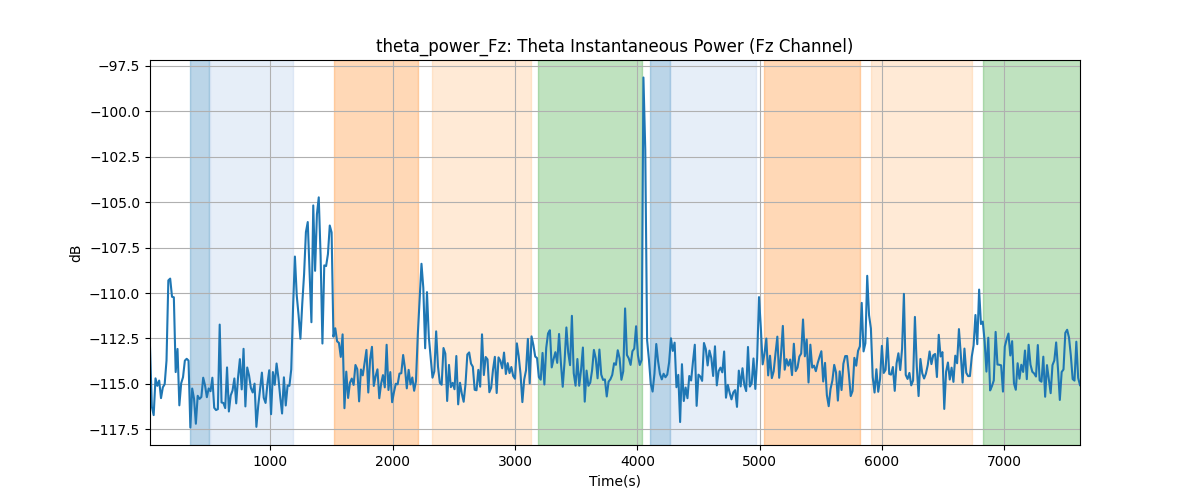 theta_power_Fz: Theta Instantaneous Power (Fz Channel)
−97.5
−100.0
−102.5
−105.0
−107.5
−110.0
−112.5
−115.0
−117.5
dB
1000 2000 3000 4000 5000 6000 7000
Time(s)